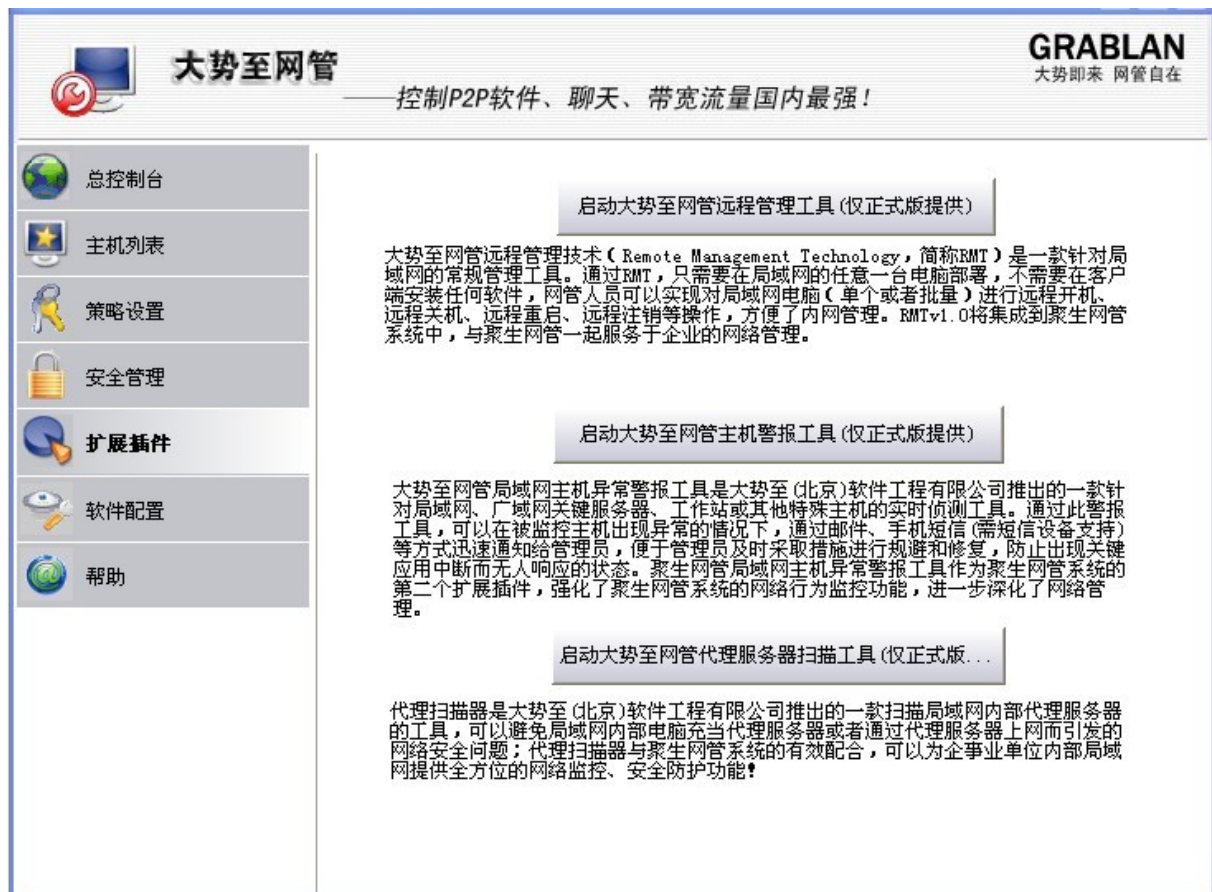 大势至网管
——控制P2P软件、聊天、带宽流量国内最强!
GRABLAN
大势即来 网管自在
总控制台
主机列表
策略设置
安全管理
扩展插件
软件配置
帮助
启动大势至网管远程管理工具(仅正式版提供)
大势至网管远程管理技术(Remote Management Technology,简称RMT)是一款针对局
域网的常规管理工具。通过RMT,只需要在局域网的任意一台电脑部署,不需要在客户
端安装任何软件,网管人员可以实现对局域网电脑(单个或者批量)进行远程开机、
远程关机、远程重启、远程注销等操作,方便了内网管理。RMTv1.0将集成到聚生网管
系统中,与聚生网管一起服务于企业的网络管理。
启动大势至网管主机警报工具(仅正式版提供)
大势至网管局域网主机异常警报工具是大势至(北京)软件工程有限公司推出的一款针
对局域网、广域网关键服务器、工作站或其他特殊主机的实时侦测工具。通过此警报
工具,可以在被监控主机出现异常的情况下,通过邮件、手机短信(需短信设备支持)
等方式迅速通知给管理员,便于管理员及时采取措施进行规避和修复,防止出现关键
应用中断而无人响应的状态。聚生网管局域网主机异常警报工具作为聚生网管系统的
第二个扩展插件,强化了聚生网管系统的网络行为监控功能,进一步深化了网络管
理。
启动大势至网管代理服务器扫描工具(仅正式版...
代理扫描器是大势至(北京)软件工程有限公司推出的一款扫描局域网内部代理服务器
的工具,可以避免局域网内部电脑充当代理服务器或者通过代理服务器上网而引发的
网络安全问题;代理扫描器与聚生网管系统的有效配合,可以为企事业单位内部局域
网提供全方位的网络监控、安全防护功能!